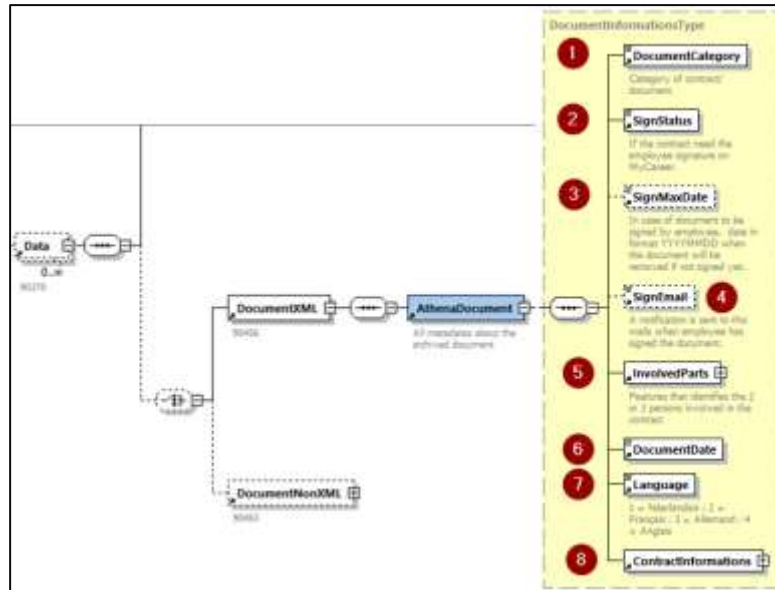 DocumentInformationsType
1
DocumentCategory
Category of contract/
document
2
SignStatus
If the contract need the
employee signature on
MyCareer
3
SignMaxDate
In case of document to be
signed by employee, date in
format YYYYMMDD when
the document will be
removed if not signed yet.
Data
0..∞
DocumentXML
AthenaDocument
All metadatas about the
archived document
SignEmail
4
A notification is sent to this
mails when employee has
signed the document.
5
InvolvedParts
Features that identifies the 2
or 3 persons involved in the
contract
6
DocumentDate
7
Language
1 = Néerlandais ; 2 =
Français ; 3 = Allemand ; 4
= Anglais
DocumentNonXML
8
ContractInformations